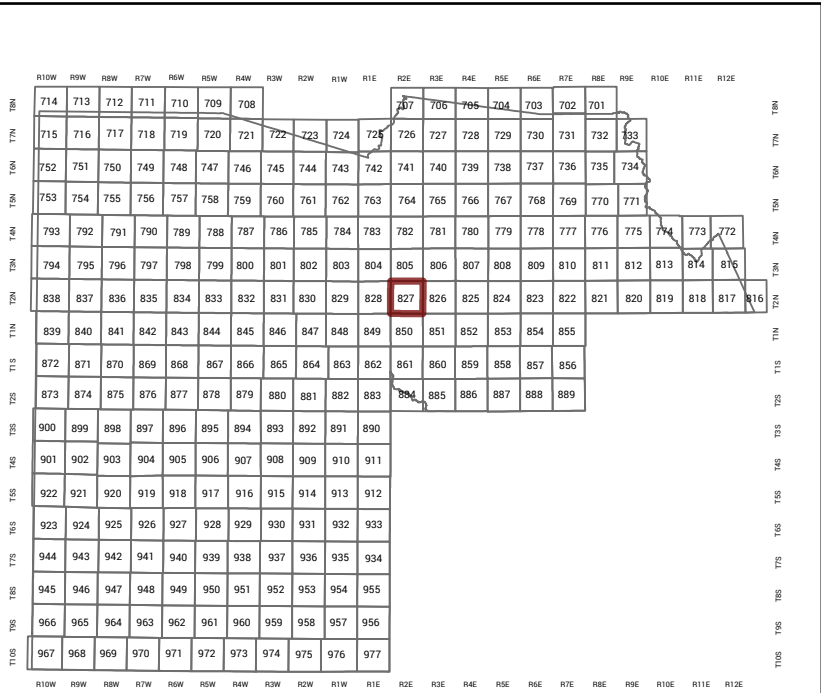 R10W R9W R8W R7W R6W R5W R4W R3W R2W R1W R1E R2E R3E R4E R5E R6E R7E R8E R9E R10E R11E R12E
T8N 714 713 712 711 710 709 708 707 706 705 704 703 702 701 T8N
T7N 715 716 717 718 719 720 721 722 723 724 725 726 727 728 729 730 731 732 733 T7N
T6N 752 751 750 749 748 747 746 745 744 743 742 741 740 739 738 737 736 735 734 T6N
T5N 753 754 755 756 757 758 759 760 761 762 763 764 765 766 767 768 769 770 771 T5N
T4N 793 792 791 790 789 788 787 786 785 784 783 782 781 780 779 778 777 776 775 774 773 772 T4N
T3N 794 795 796 797 798 799 800 801 802 803 804 805 806 807 808 809 810 811 812 813 814 815 T3N
T2N 838 837 836 835 834 833 832 831 830 829 828 827 826 825 824 823 822 821 820 819 818 817 816 T2N
T1N 839 840 841 842 843 844 845 846 847 848 849 850 851 852 853 854 855 T1N
T1S 872 871 870 869 868 867 866 865 864 863 862 861 860 859 858 857 856 T1S
T2S 873 874 875 876 877 878 879 880 881 882 883 884 885 886 887 888 889 T2S
T3S 900 899 898 897 896 895 894 893 892 891 890 T3S
T4S 901 902 903 904 905 906 907 908 909 910 911 T4S
T5S 922 921 920 919 918 917 916 915 914 913 912 T5S
T6S 923 924 925 926 927 928 929 930 931 932 933 T6S
T7S 944 943 942 941 940 939 938 937 936 935 934 T7S
T8S 945 946 947 948 949 950 951 952 953 954 955 T8S
T9S 966 965 964 963 962 961 960 959 958 957 956 T9S
T10S 967 968 969 970 971 972 973 974 975 976 977 T10S
R10W R9W R8W R7W R6W R5W R4W R3W R2W R1W R1E R2E R3E R4E R5E R6E R7E R8E R9E R10E R11E R12E